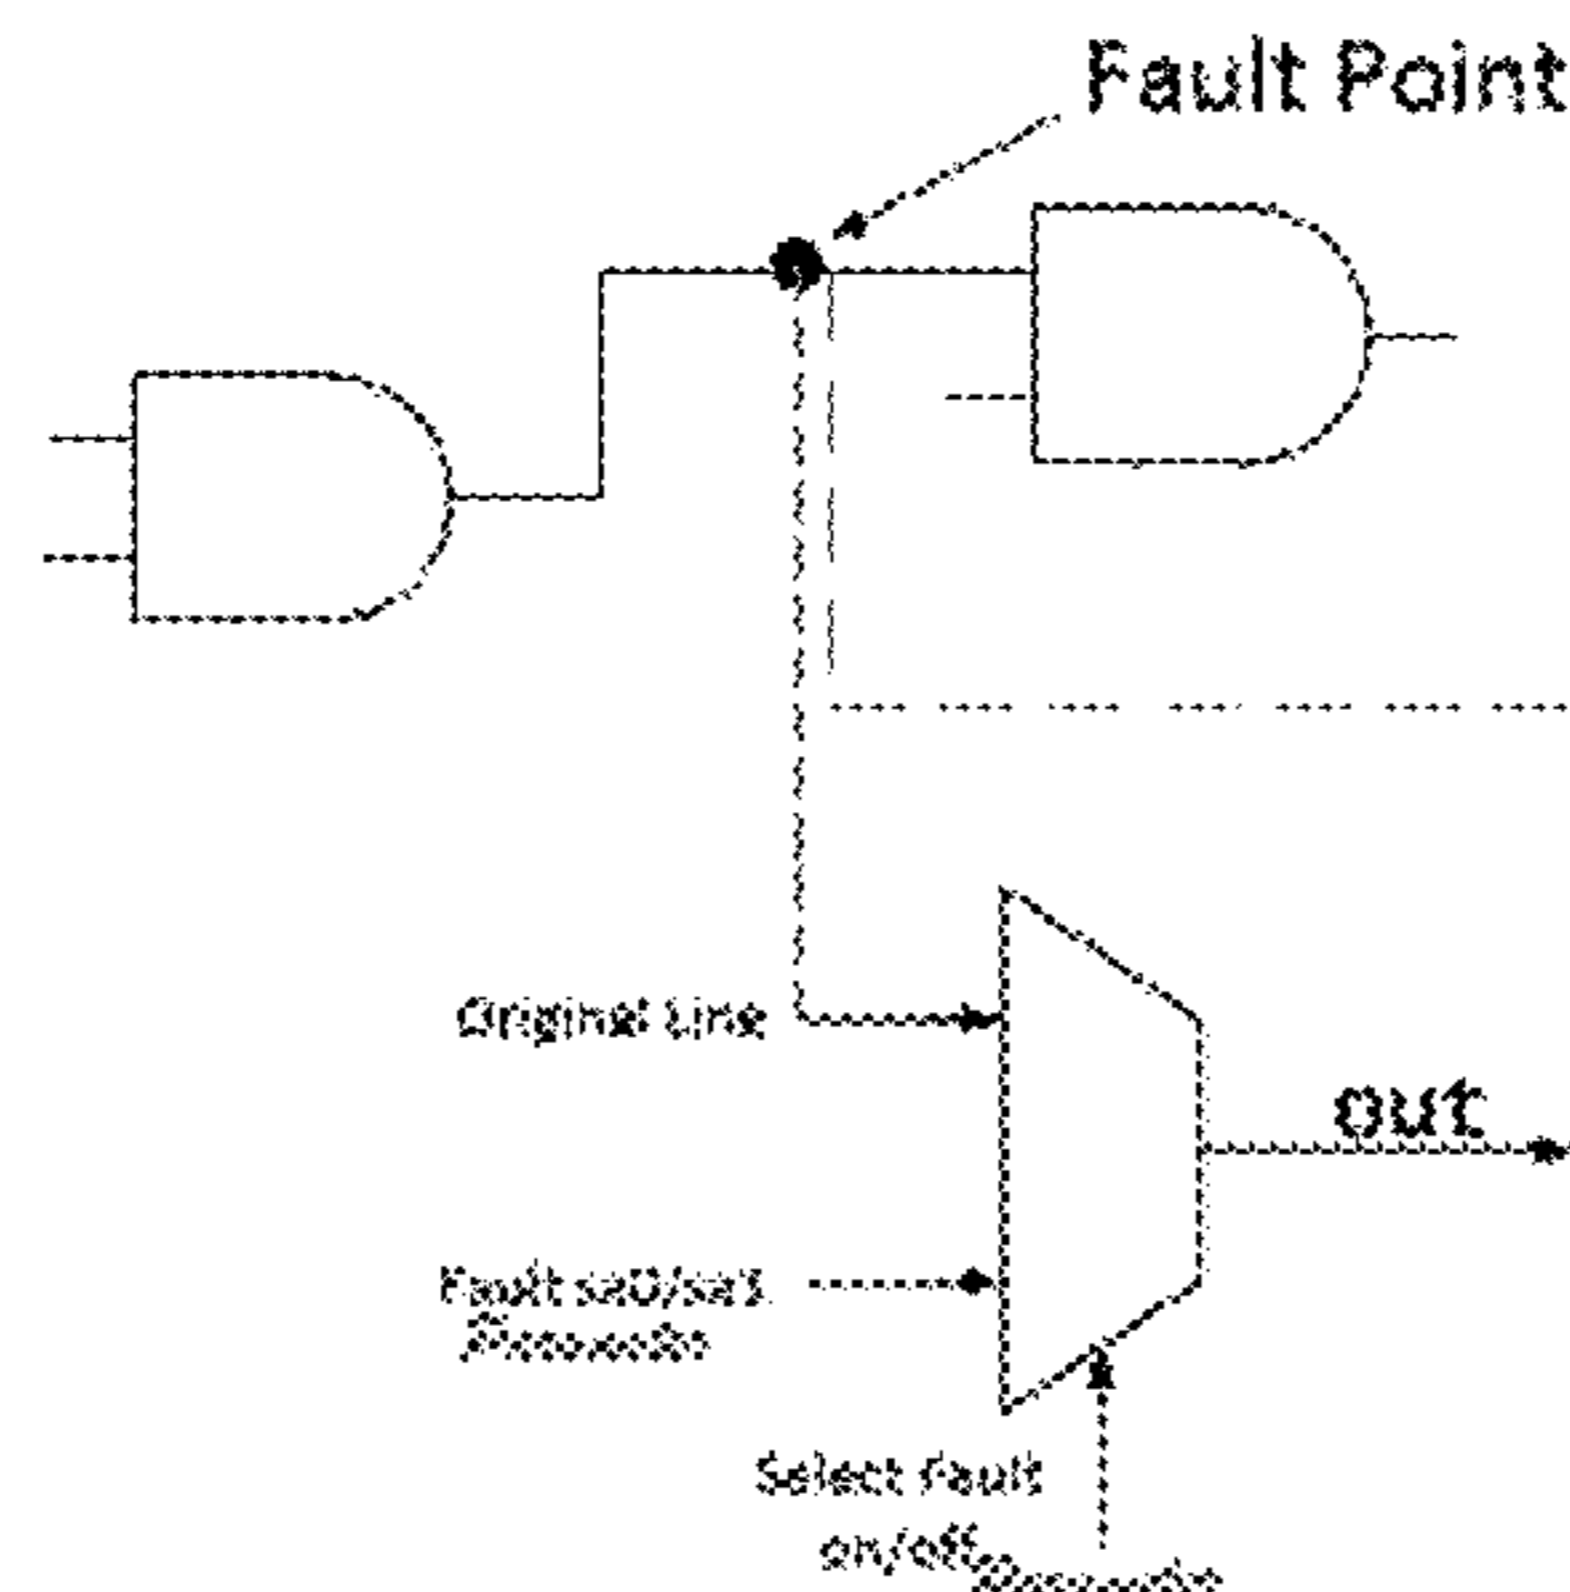 Fault Point
Original Line
out
Fault sa0/sa1
Select Fault
on/off